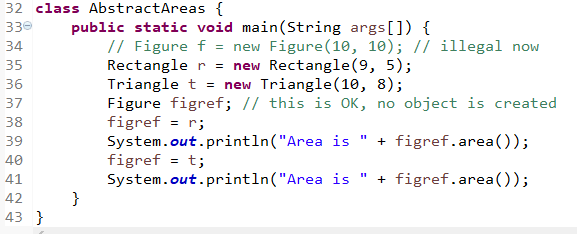 32 class AbstractAreas {
33 public static void main(String args[]) {
34 // Figure f = new Figure(10, 10); // illegal now
35 Rectangle r = new Rectangle(9, 5);
36 Triangle t = new Triangle(10, 8);
37 Figure figref; // this is OK, no object is created
38 figref = r;
39 System.out.println("Area is " + figref.area());
40 figref = t;
41 System.out.println("Area is " + figref.area());
42 }
43 }